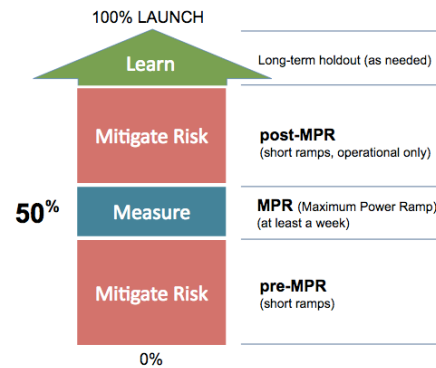 100% LAUNCH
Learn
Long-term holdout (as needed)
Mitigate Risk
post-MPR
(short ramps, operational only)
50%
Measure
MPR (Maximum Power Ramp)
(at least a week)
Mitigate Risk
pre-MPR
(short ramps)
0%